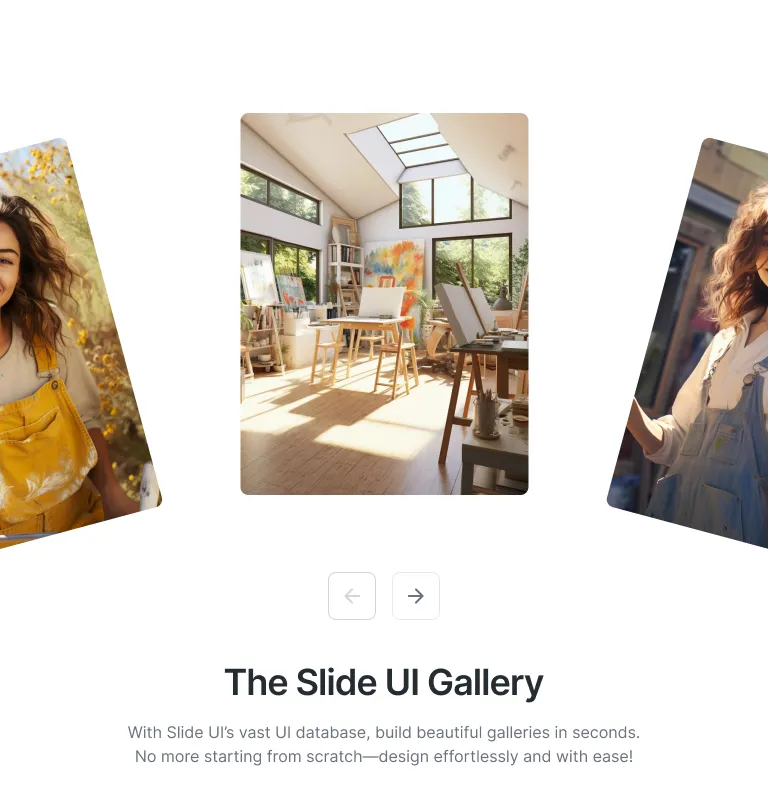 The Slide UI Gallery
With Slide UI’s vast UI database, build beautiful galleries in seconds.
No more starting from scratch—design effortlessly and with ease!